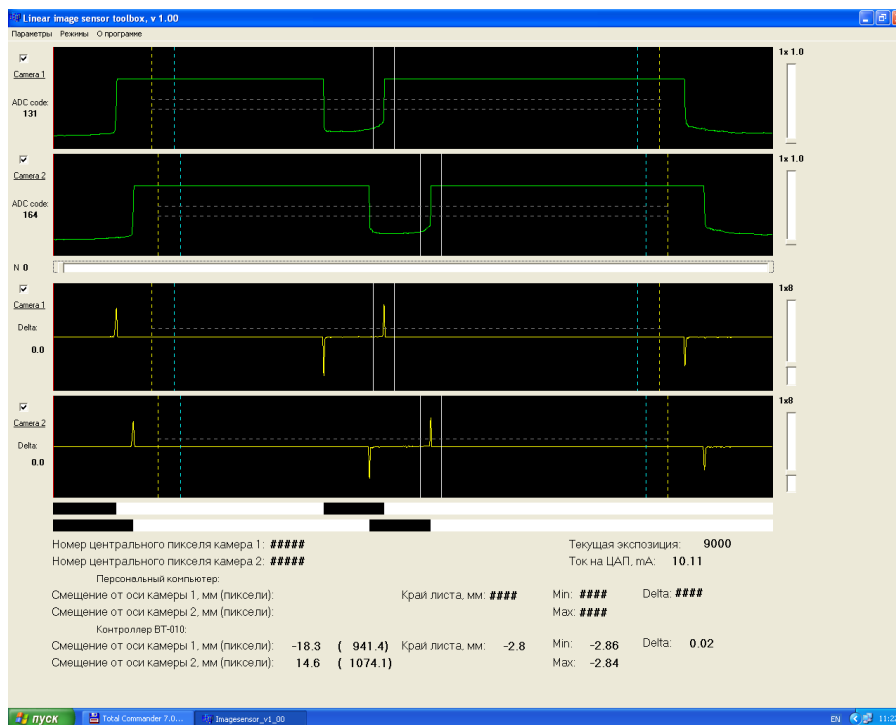 Linear image sensor toolbox, v 1.00
Параметры Режимы О программе
1x 1.0
Camera 1
ADC code:
131
1x 1.0
Camera 2
ADC code:
164
N 0
1x8
Camera 1
Delta:
0.0
1x8
Camera 2
Delta:
0.0
Номер центрального пикселя камера 1: ##### Текущая экспозиция: 9000
Номер центрального пикселя камера 2: ##### Ток на ЦАП, mA: 10.11
Персональный компьютер:
Смещение от оси камеры 1, мм (пиксели): Край листа, мм: #### Min: #### Delta: ####
Смещение от оси камеры 2, мм (пиксели): Max: ####
Контроллер ВТ-010:
Смещение от оси камеры 1, мм (пиксели): -18.3 ( 941.4) Край листа, мм: -2.8 Min: -2.86 Delta: 0.02
Смещение от оси камеры 2, мм (пиксели): 14.6 ( 1074.1) Max: -2.84
пуск Total Commander 7.0... Imagesensor_v1_00 EN